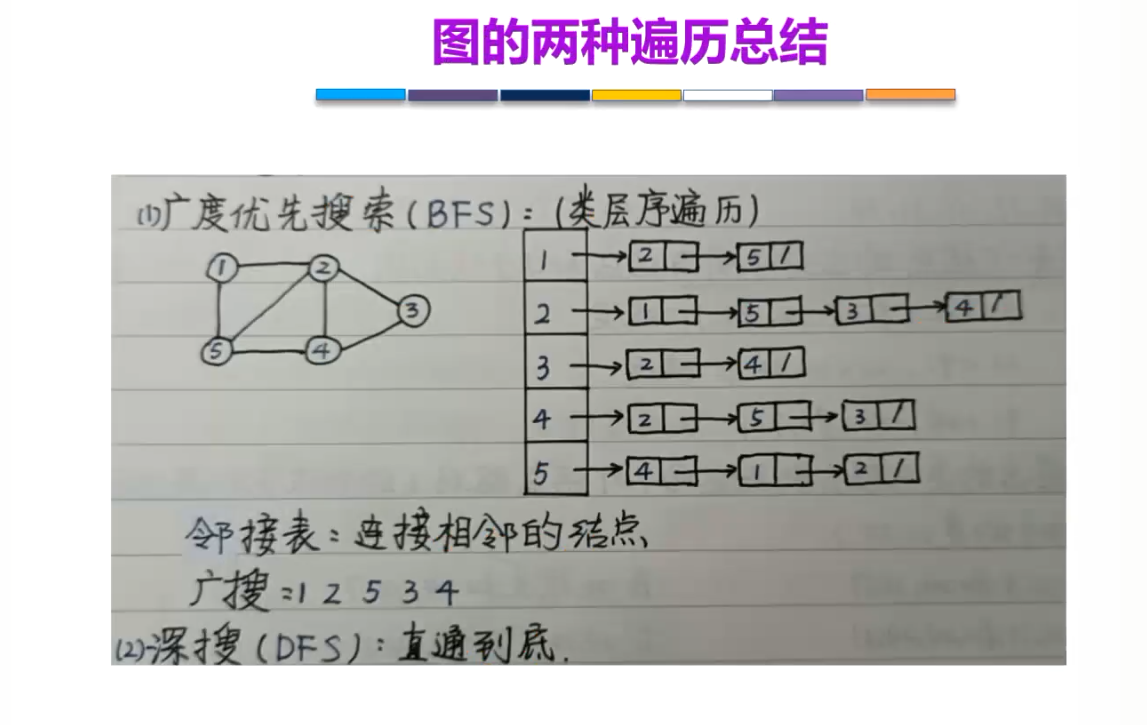 图的两种遍历总结
(1)广度优先搜索(BFS):(类层序遍历)
1 2 5 /
1 2 3 4 5
2 1 5 3 4 /
3 2 4 /
4 2 5 3 /
5 4 1 2 /
邻接表:连接相邻的结点
广搜:1 2 5 3 4
(2)深搜(DFS):直通到底.